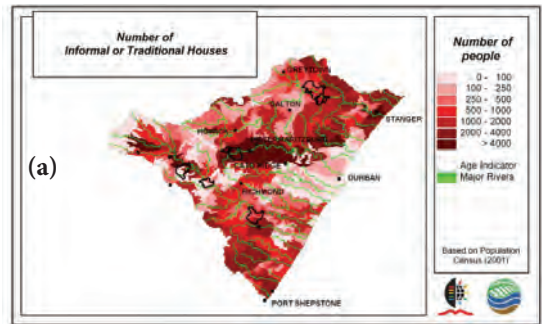 Number of
Informal or Traditional Houses
(a)
GREYTOWN
DALTON
STANGER
DURBAN
RICHMOND
PORT SHEPSTONE
Number of
people
0 - 100
100 - 250
250 - 500
500 - 1000
1000 - 2000
2000 - 4000
> 4000
Age Indicator
Major Rivers
Based on Population
Census (2001)